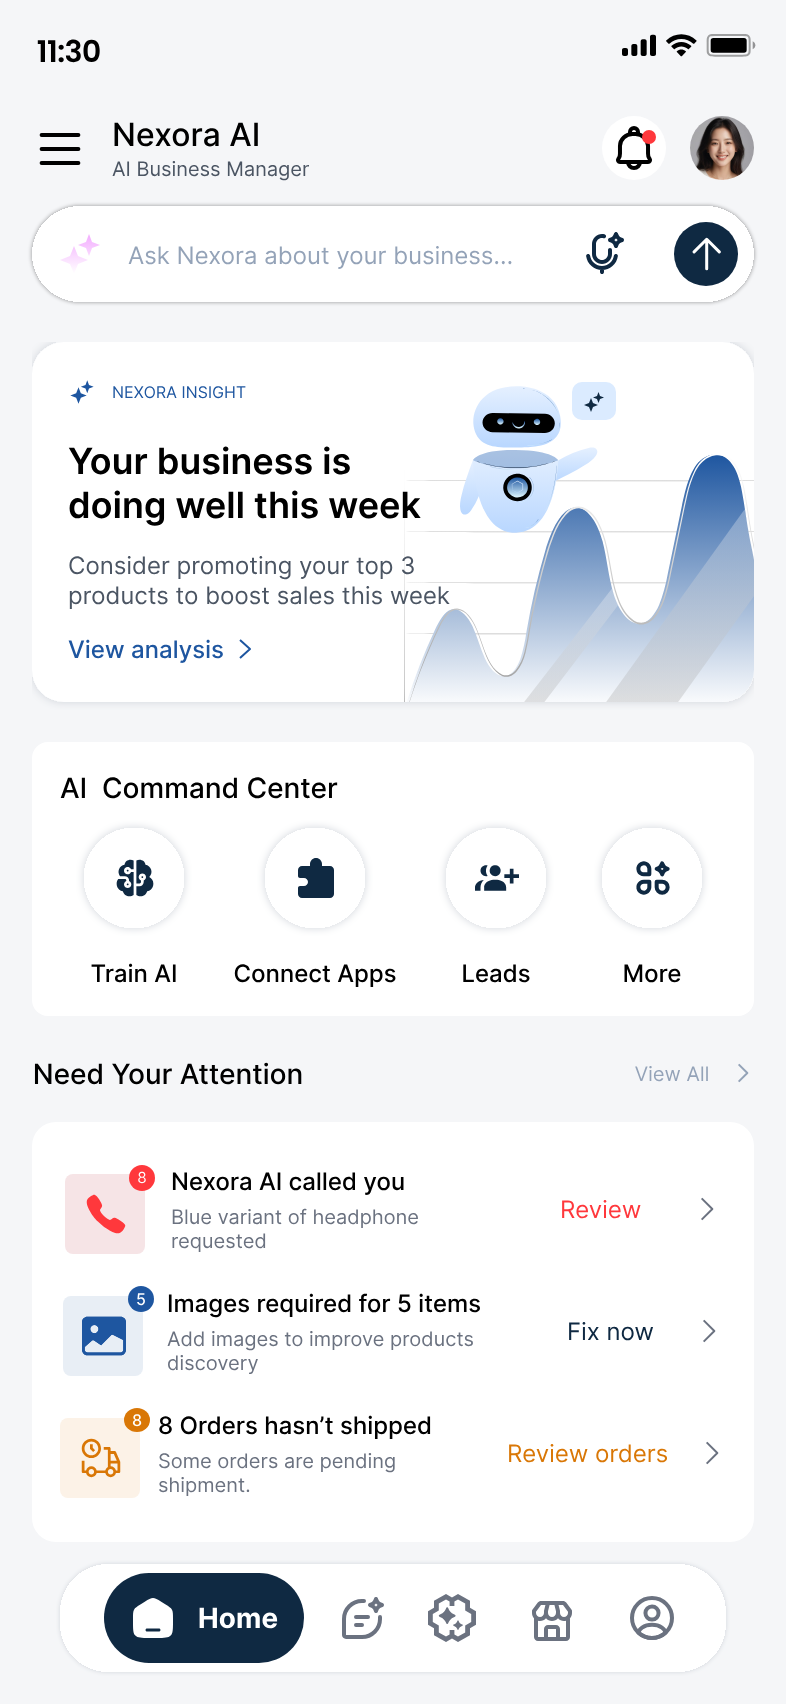 11:30
Nexora AI
AI Business Manager
Ask Nexora about your business...
NEXORA INSIGHT
Your business is
doing well this week
Consider promoting your top 3
products to boost sales this week
View analysis
AI  Command Center
Train AI
Connect Apps
Leads
More
Need Your Attention
View All
8
Nexora AI called you
Blue variant of headphone
requested
Review
5
Images required for 5 items
Add images to improve products
discovery
Fix now
8
8 Orders hasn’t shipped
Some orders are pending
shipment.
Review orders
Home